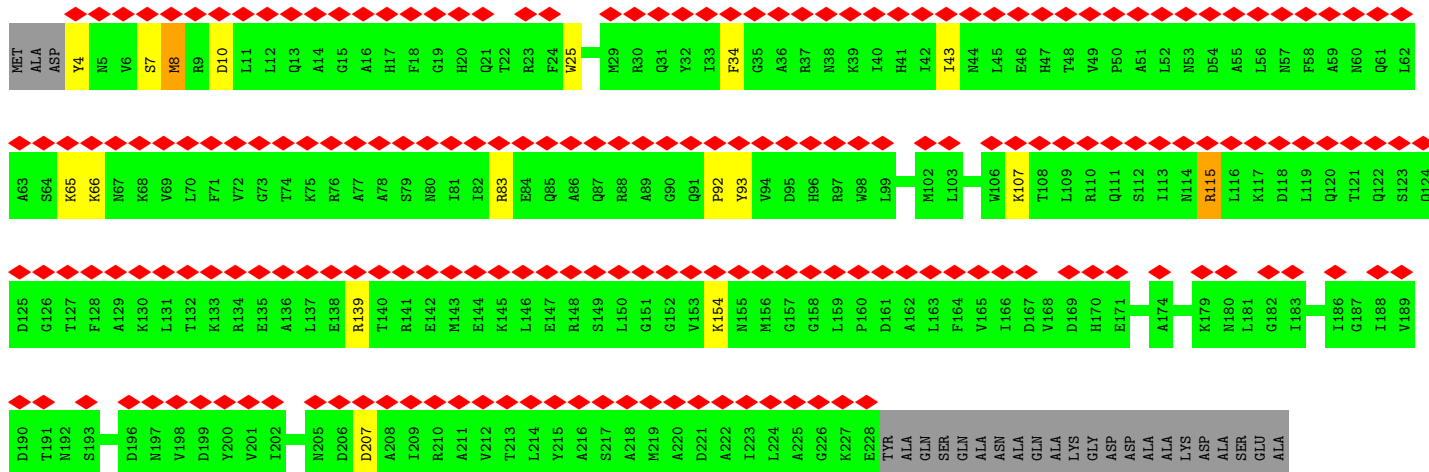 MET ALA ASP Y4 N5 V6 S7 M8 R9 D10 L11 L12 Q13 A14 G15 A16 H17 F18 G19 H20 Q21 T22 R23 F24 W25 M29 R30 Q31 Y32 I33 F34 G35 A36 R37 N38 K39 I40 H41 I42 I43 N44 L45 E46 H47 T48 V49 P50 A51 L52 N53 D54 A55 L56 N57 F58 A59 N60 Q61 L62
A63 S64 K65 K66 N67 K68 V69 L70 F71 V72 G73 T74 K75 R76 A77 A78 S79 N80 I81 I82 R83 E84 Q85 A86 Q87 R88 A89 G90 Q91 P92 Y93 V94 D95 H96 R97 W98 L99 M102 L103 W106 K107 T108 L109 R110 Q111 S112 I113 N114 R115 L116 K117 D118 L119 Q120 T121 Q122 S123 Q124
D125 G126 T127 F128 A129 K130 L131 T132 K133 R134 E135 A136 L137 E138 R139 T140 R141 E142 M143 E144 K145 L146 E147 R148 S149 L150 G151 G152 V153 K154 N155 M156 G157 G158 L159 P160 D161 A162 L163 F164 V165 I166 D167 V168 D169 H170 E171 A174 K179 N180 L181 G182 I183 I186 G187 I188 V189
D190 T191 N192 S193 D196 N197 V198 D199 Y200 V201 I202 N205 D206 D207 A208 I209 R210 A211 V212 T213 L214 Y215 A216 S217 A218 M219 A220 D221 A222 I223 L224 A225 G226 K227 E228 TYR ALA GLN SER GLN ALA ASN ALA GLN ALA LYS GLY ASP ASP ALA ALA LYS ASP ALA SER GLU ALA